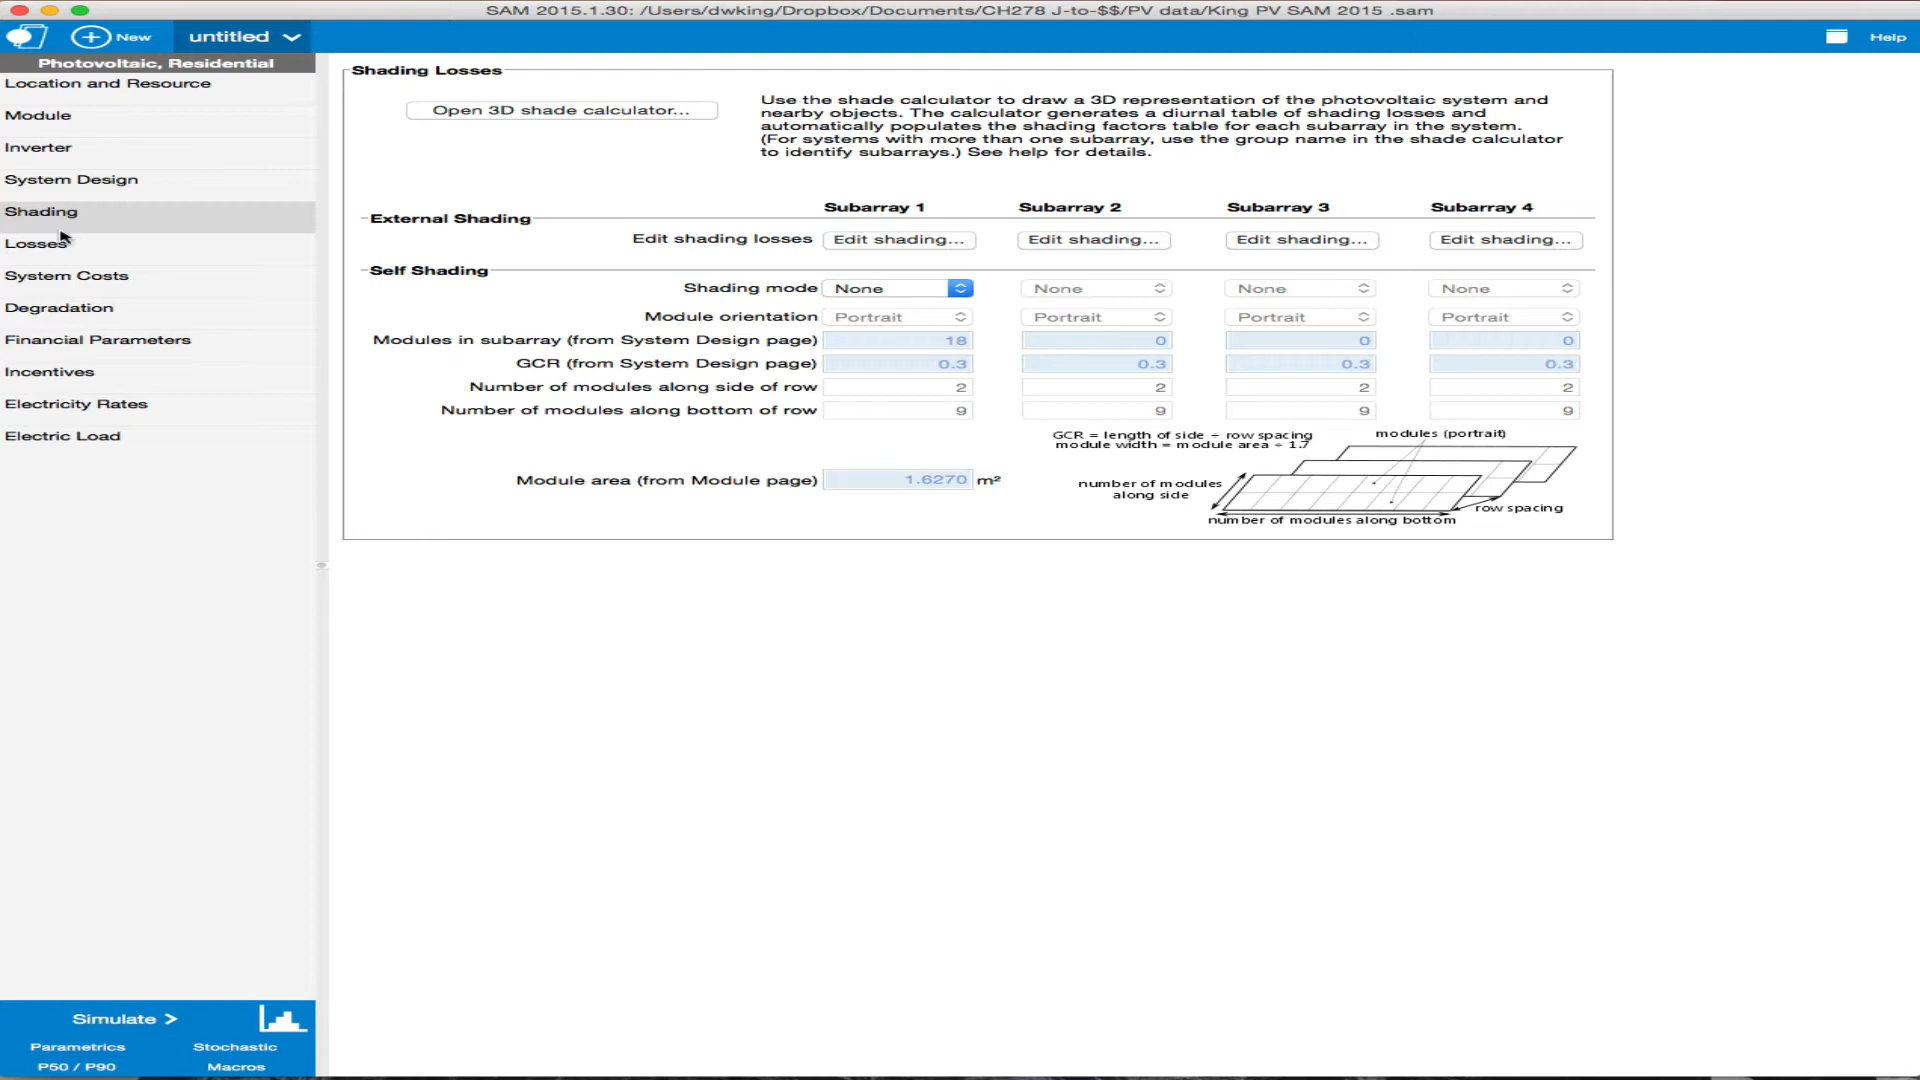 SAM 2015.1.30: /Users/dwking/Dropbox/Documents/CH278 J-to-$$/PV data/King PV SAM 2015 .sam
New untitled Help
Photovoltaic, Residential
Location and Resource
Module
Inverter
System Design
Shading
Losses
System Costs
Degradation
Financial Parameters
Incentives
Electricity Rates
Electric Load
Simulate >
Parametrics Stochastic
P50 / P90 Macros
Shading Losses
Open 3D shade calculator...
Use the shade calculator to draw a 3D representation of the photovoltaic system and
nearby objects. The calculator generates a diurnal table of shading losses and
automatically populates the shading factors table for each subarray in the system.
(For systems with more than one subarray, use the group name in the shade calculator
to identify subarrays.) See help for details.
Subarray 1 Subarray 2 Subarray 3 Subarray 4
External Shading
Edit shading losses Edit shading... Edit shading... Edit shading... Edit shading...
Self Shading
Shading mode None None None None
Module orientation Portrait Portrait Portrait Portrait
Modules in subarray (from System Design page) 18 0 0 0
GCR (from System Design page) 0.3 0.3 0.3 0.3
Number of modules along side of row 2 2 2 2
Number of modules along bottom of row 9 9 9 9
GCR = length of side ÷ row spacing
module width = module area ÷ 1.7
modules (portrait)
Module area (from Module page) 1.6270 m²
number of modules
along side
row spacing
number of modules along bottom